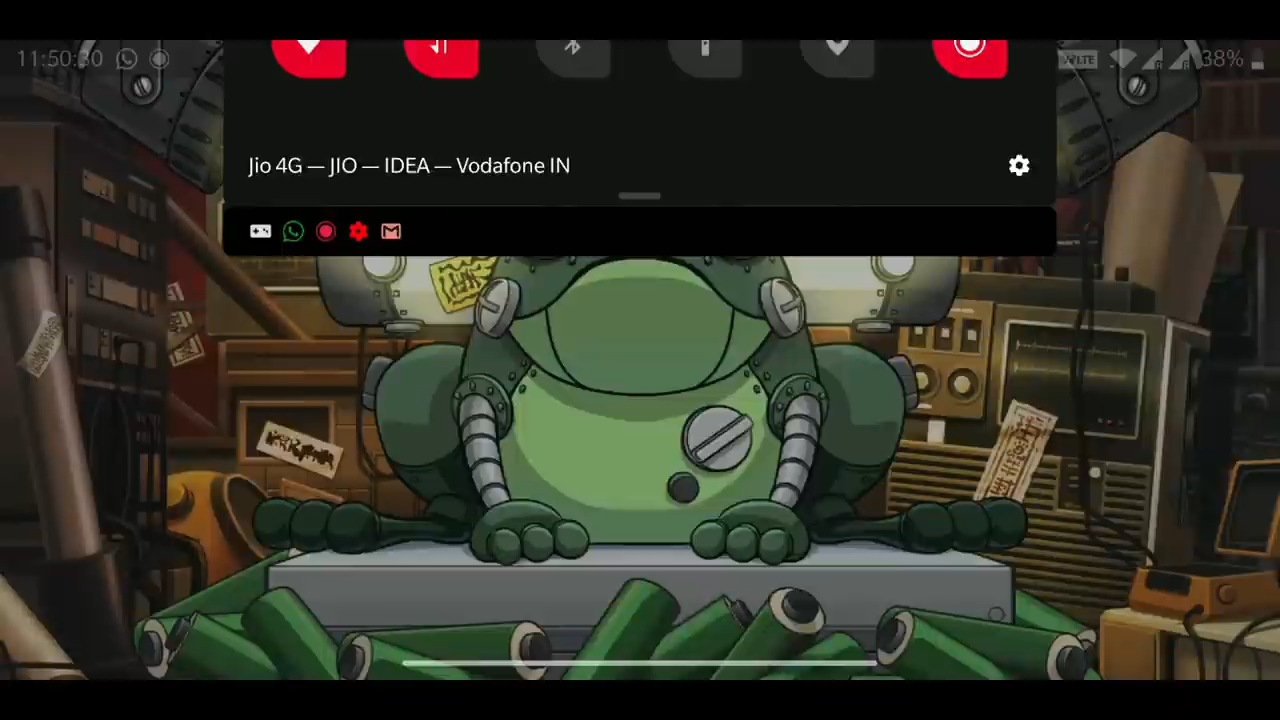 11:50:30
VoLTE
38%
Jio 4G — JIO — IDEA — Vodafone IN